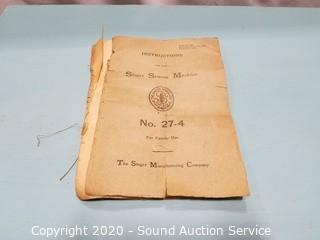 INSTRUCTIONS
Singer Sewing Machine
No. 27-4
For Family Use.
The Singer Manufacturing Company
Copyright © 2020 - Sound Auction Service